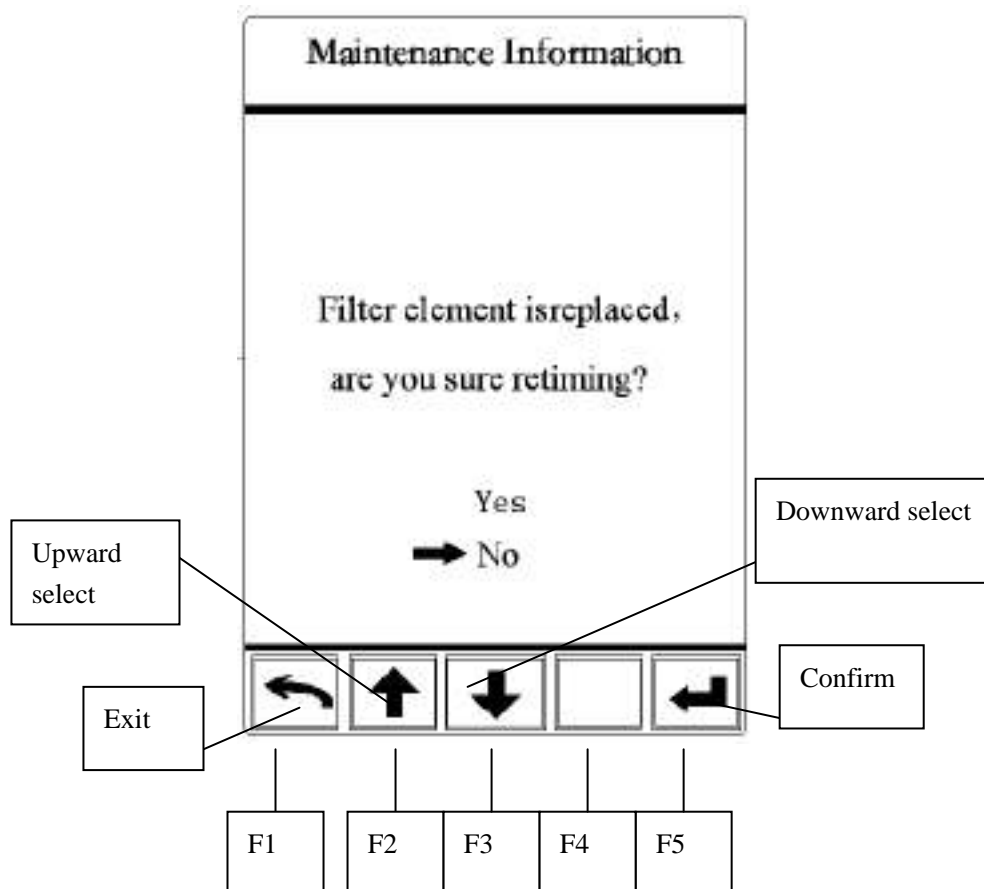 Maintenance Information
Filter element isreplaced,
are you sure retiming?
Yes
No
Upward
select
Downward select
Exit
Confirm
F1
F2
F3
F4
F5